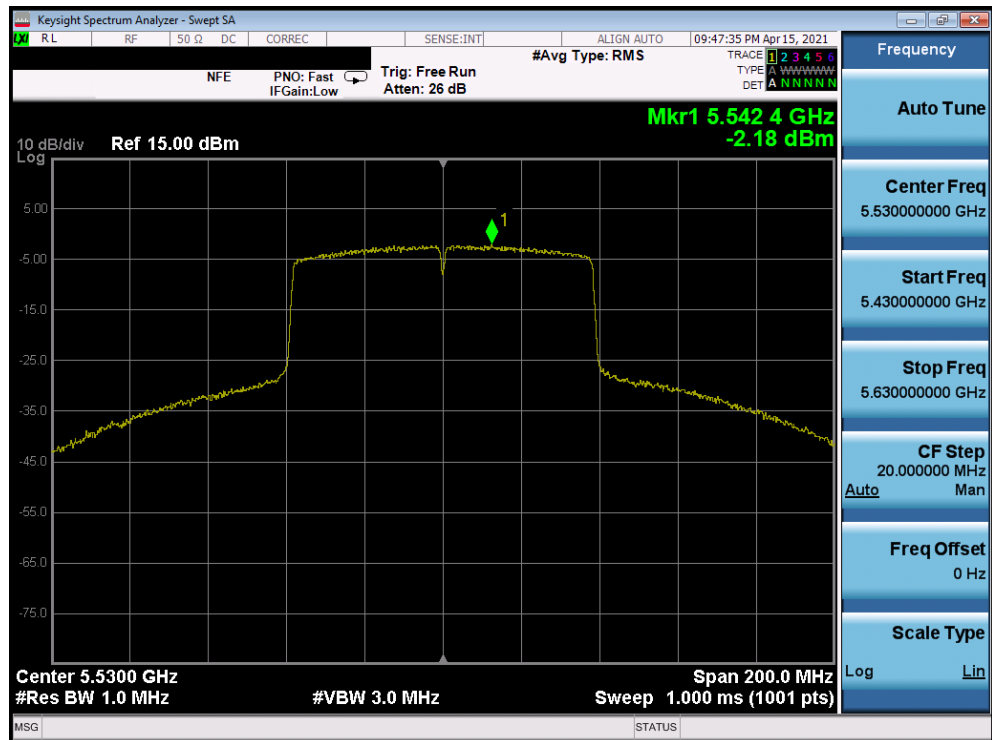 Keysight Spectrum Analyzer - Swept SA
LXI RL RF 50 Ω DC CORREC SENSE:INT ALIGN AUTO 09:47:35 PM Apr 15, 2021
#Avg Type: RMS TRACE 1 2 3 4 5 6
NFE PNO: Fast Trig: Free Run TYPE A WWWWW
IFGain:Low Atten: 26 dB DET A N N N N N
Mkr1 5.542 4 GHz
10 dB/div Ref 15.00 dBm -2.18 dBm
Log
1
5.00
-5.00
-15.0
-25.0
-35.0
-45.0
-55.0
-65.0
-75.0
Center 5.5300 GHz Span 200.0 MHz
#Res BW 1.0 MHz #VBW 3.0 MHz Sweep 1.000 ms (1001 pts)
MSG STATUS
Frequency
Auto Tune
Center Freq
5.530000000 GHz
Start Freq
5.430000000 GHz
Stop Freq
5.630000000 GHz
CF Step
20.000000 MHz
Auto Man
Freq Offset
0 Hz
Scale Type
Log Lin